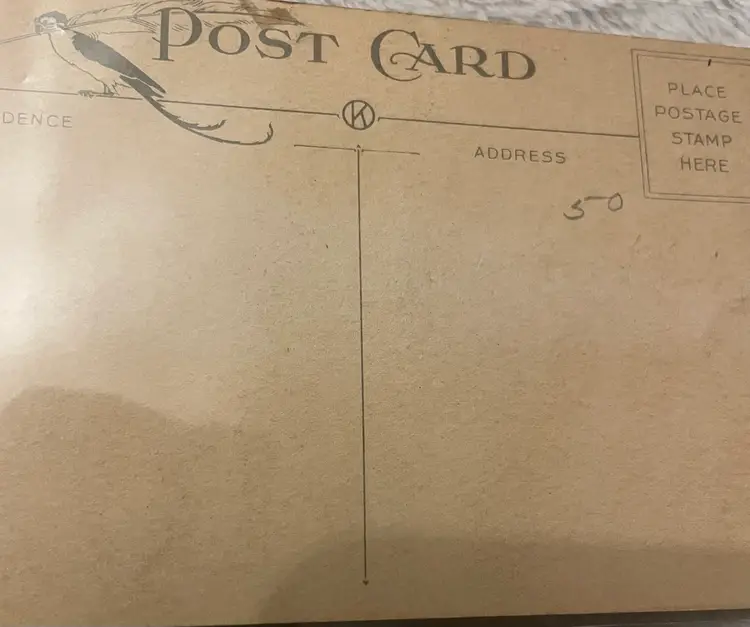 POST CARD
K
DENCE
ADDRESS
PLACE
POSTAGE
STAMP
HERE
50